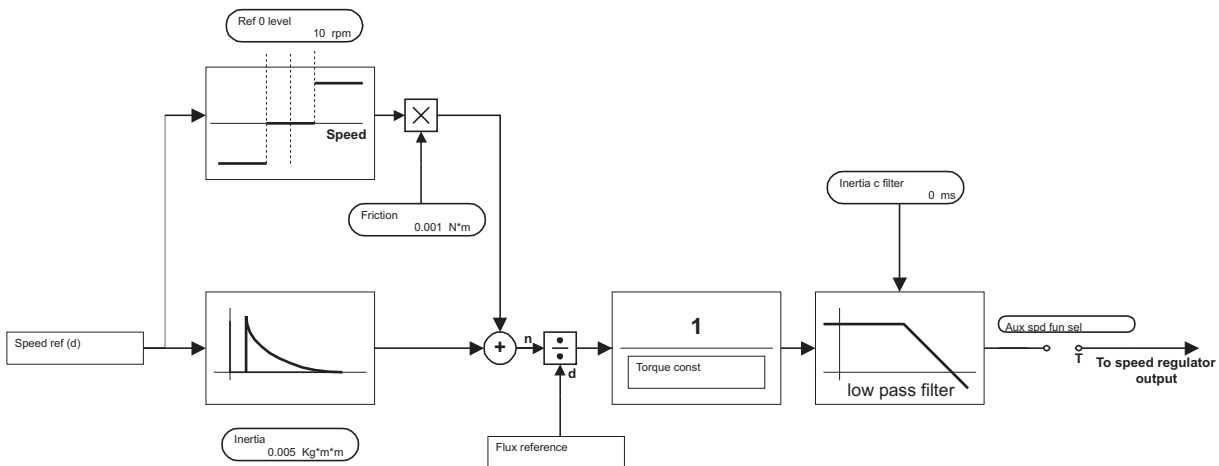 Ref 0 level
10 rpm
Speed
Friction
0.001 N*m
Inertia c filter
0 ms
Speed ref (d)
+
n
d
1
Torque const
low pass filter
Aux spd fun sel
T
To speed regulator
output
Inertia
0.005 Kg*m*m
Flux reference